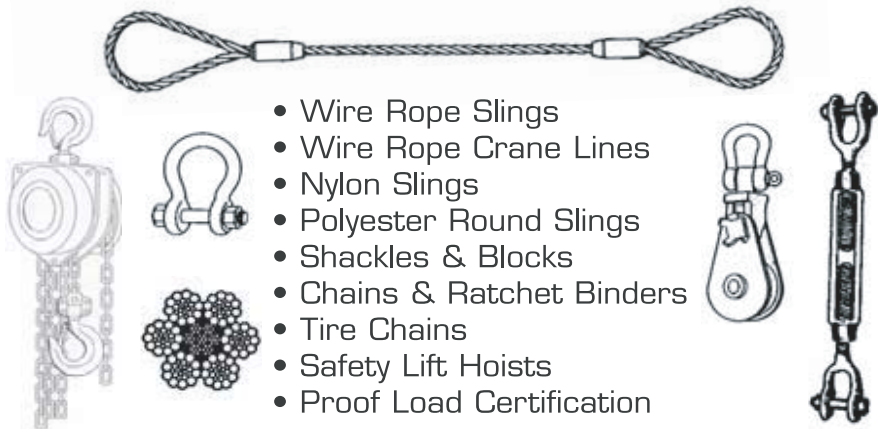 • Wire Rope Slings
• Wire Rope Crane Lines
• Nylon Slings
• Polyester Round Slings
• Shackles & Blocks
• Chains & Ratchet Binders
• Tire Chains
• Safety Lift Hoists
• Proof Load Certification